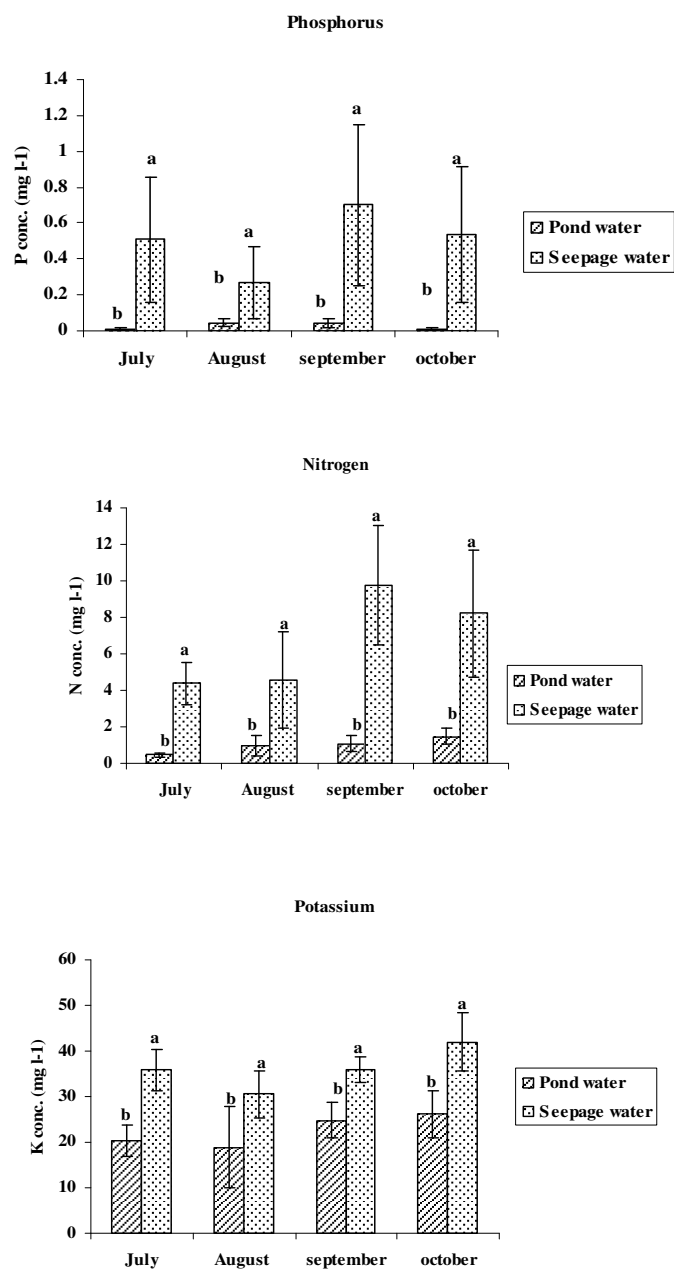 Phosphorus
P conc. (mg l-1)
1.4
1.2
1
0.8
0.6
0.4
0.2
0
b a b a b a b a
July August september october
Pond water
Seepage water
Nitrogen
N conc. (mg l-1)
14
12
10
8
6
4
2
0
b a b a b a b a
July August september october
Pond water
Seepage water
Potassium
K conc. (mg l-1)
60
50
40
30
20
10
0
b a b a b a b a
July August september october
Pond water
Seepage water